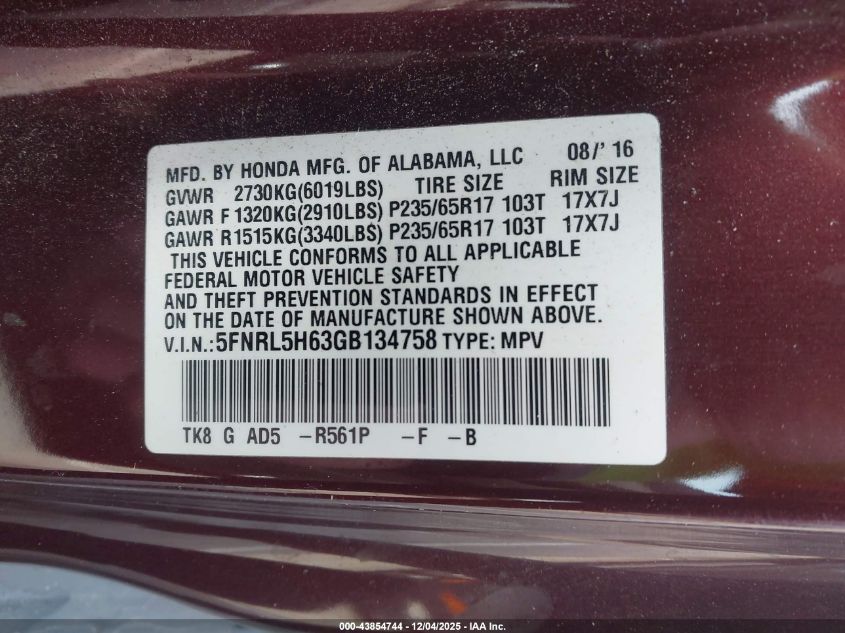 MFD. BY HONDA MFG. OF ALABAMA, LLC 08/' 16
GVWR 2730KG(6019LBS) TIRE SIZE RIM SIZE
GAWR F 1320KG(2910LBS) P235/65R17 103T 17X7J
GAWR R1515KG(3340LBS) P235/65R17 103T 17X7J
THIS VEHICLE CONFORMS TO ALL APPLICABLE
FEDERAL MOTOR VEHICLE SAFETY
AND THEFT PREVENTION STANDARDS IN EFFECT
ON THE DATE OF MANUFACTURE SHOWN ABOVE.
V.I.N.: 5FNRL5H63GB134758 TYPE: MPV
TK8 G AD5 -R561P -F -B
000-43854744 - 12/04/2025 - IAA Inc.